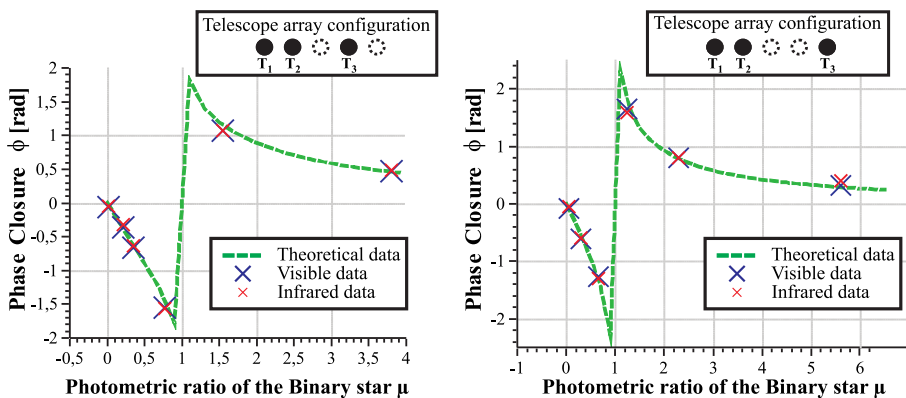 Telescope array configuration
T1 T2 T3
Phase Closure ϕ [rad]
2
1,5
1
0,5
0
-0,5
-1
-1,5
-2
-0,5 0 0,5 1 1,5 2 2,5 3 3,5 4
Theoretical data
Visible data
Infrared data
Photometric ratio of the Binary star μ
Telescope array configuration
T1 T2 T3
Phase Closure ϕ [rad]
2
1
0
-1
-2
-1 0 1 2 3 4 5 6
Theoretical data
Visible data
Infrared data
Photometric ratio of the Binary star μ